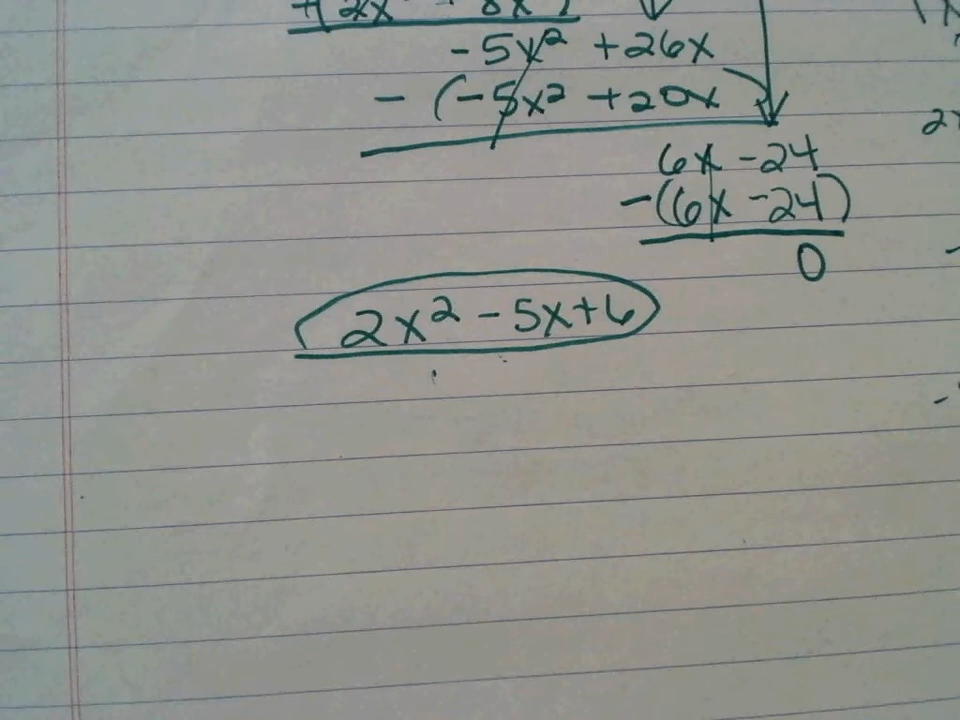 -5x² +26x
- (-5x² +20x
6x -24
-(6x -24)
0
2x² - 5x+6